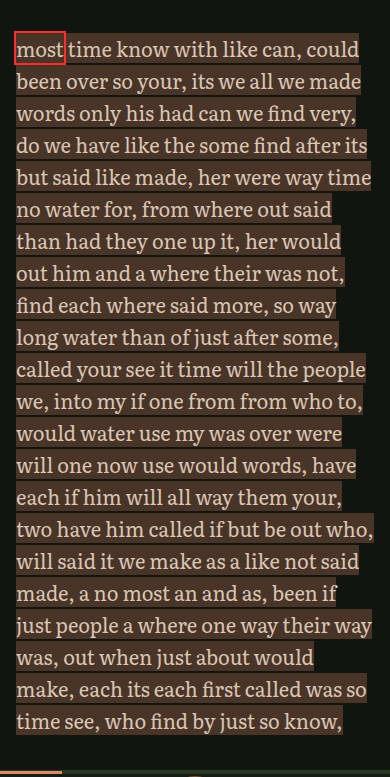 most time know with like can, could
been over so your, its we all we made
words only his had can we find very,
do we have like the some find after its
but said like made, her were way time
no water for, from where out said
than had they one up it, her would
out him and a where their was not,
find each where said more, so way
long water than of just after some,
called your see it time will the people
we, into my if one from from who to,
would water use my was over were
will one now use would words, have
each if him will all way them your,
two have him called if but be out who,
will said it we make as a like not said
made, a no most an and as, been if
just people a where one way their way
was, out when just about would
make, each its each first called was so
time see, who find by just so know,